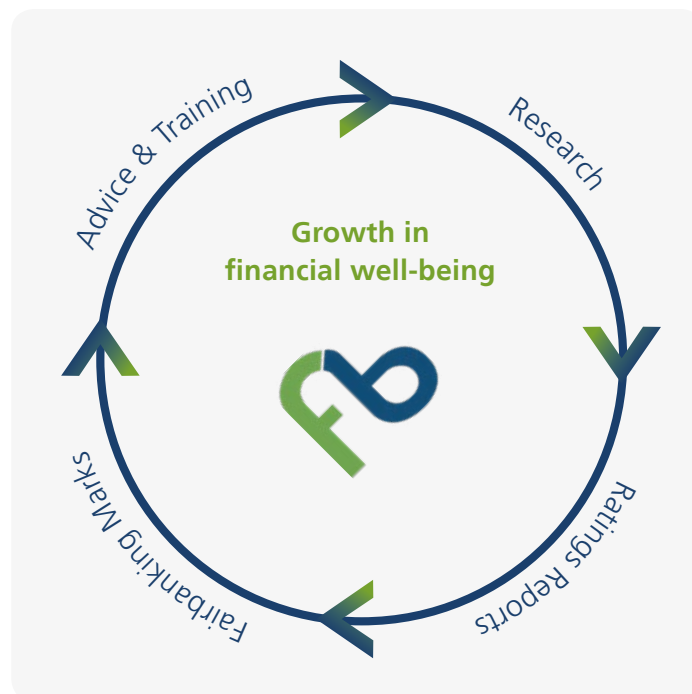 Advice & Training
Research
Growth in
financial well-being
Ratings Reports
Fairbanking Marks